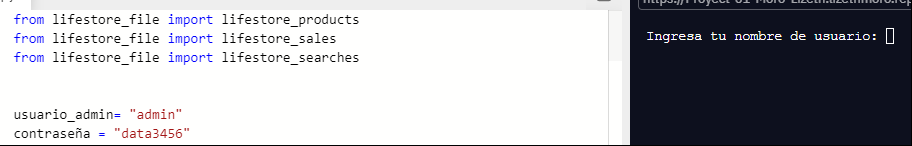 from lifestore_file import lifestore_products
from lifestore_file import lifestore_sales
from lifestore_file import lifestore_searches
usuario_admin= "admin"
contraseña = "data3456"
Ingresa tu nombre de usuario: